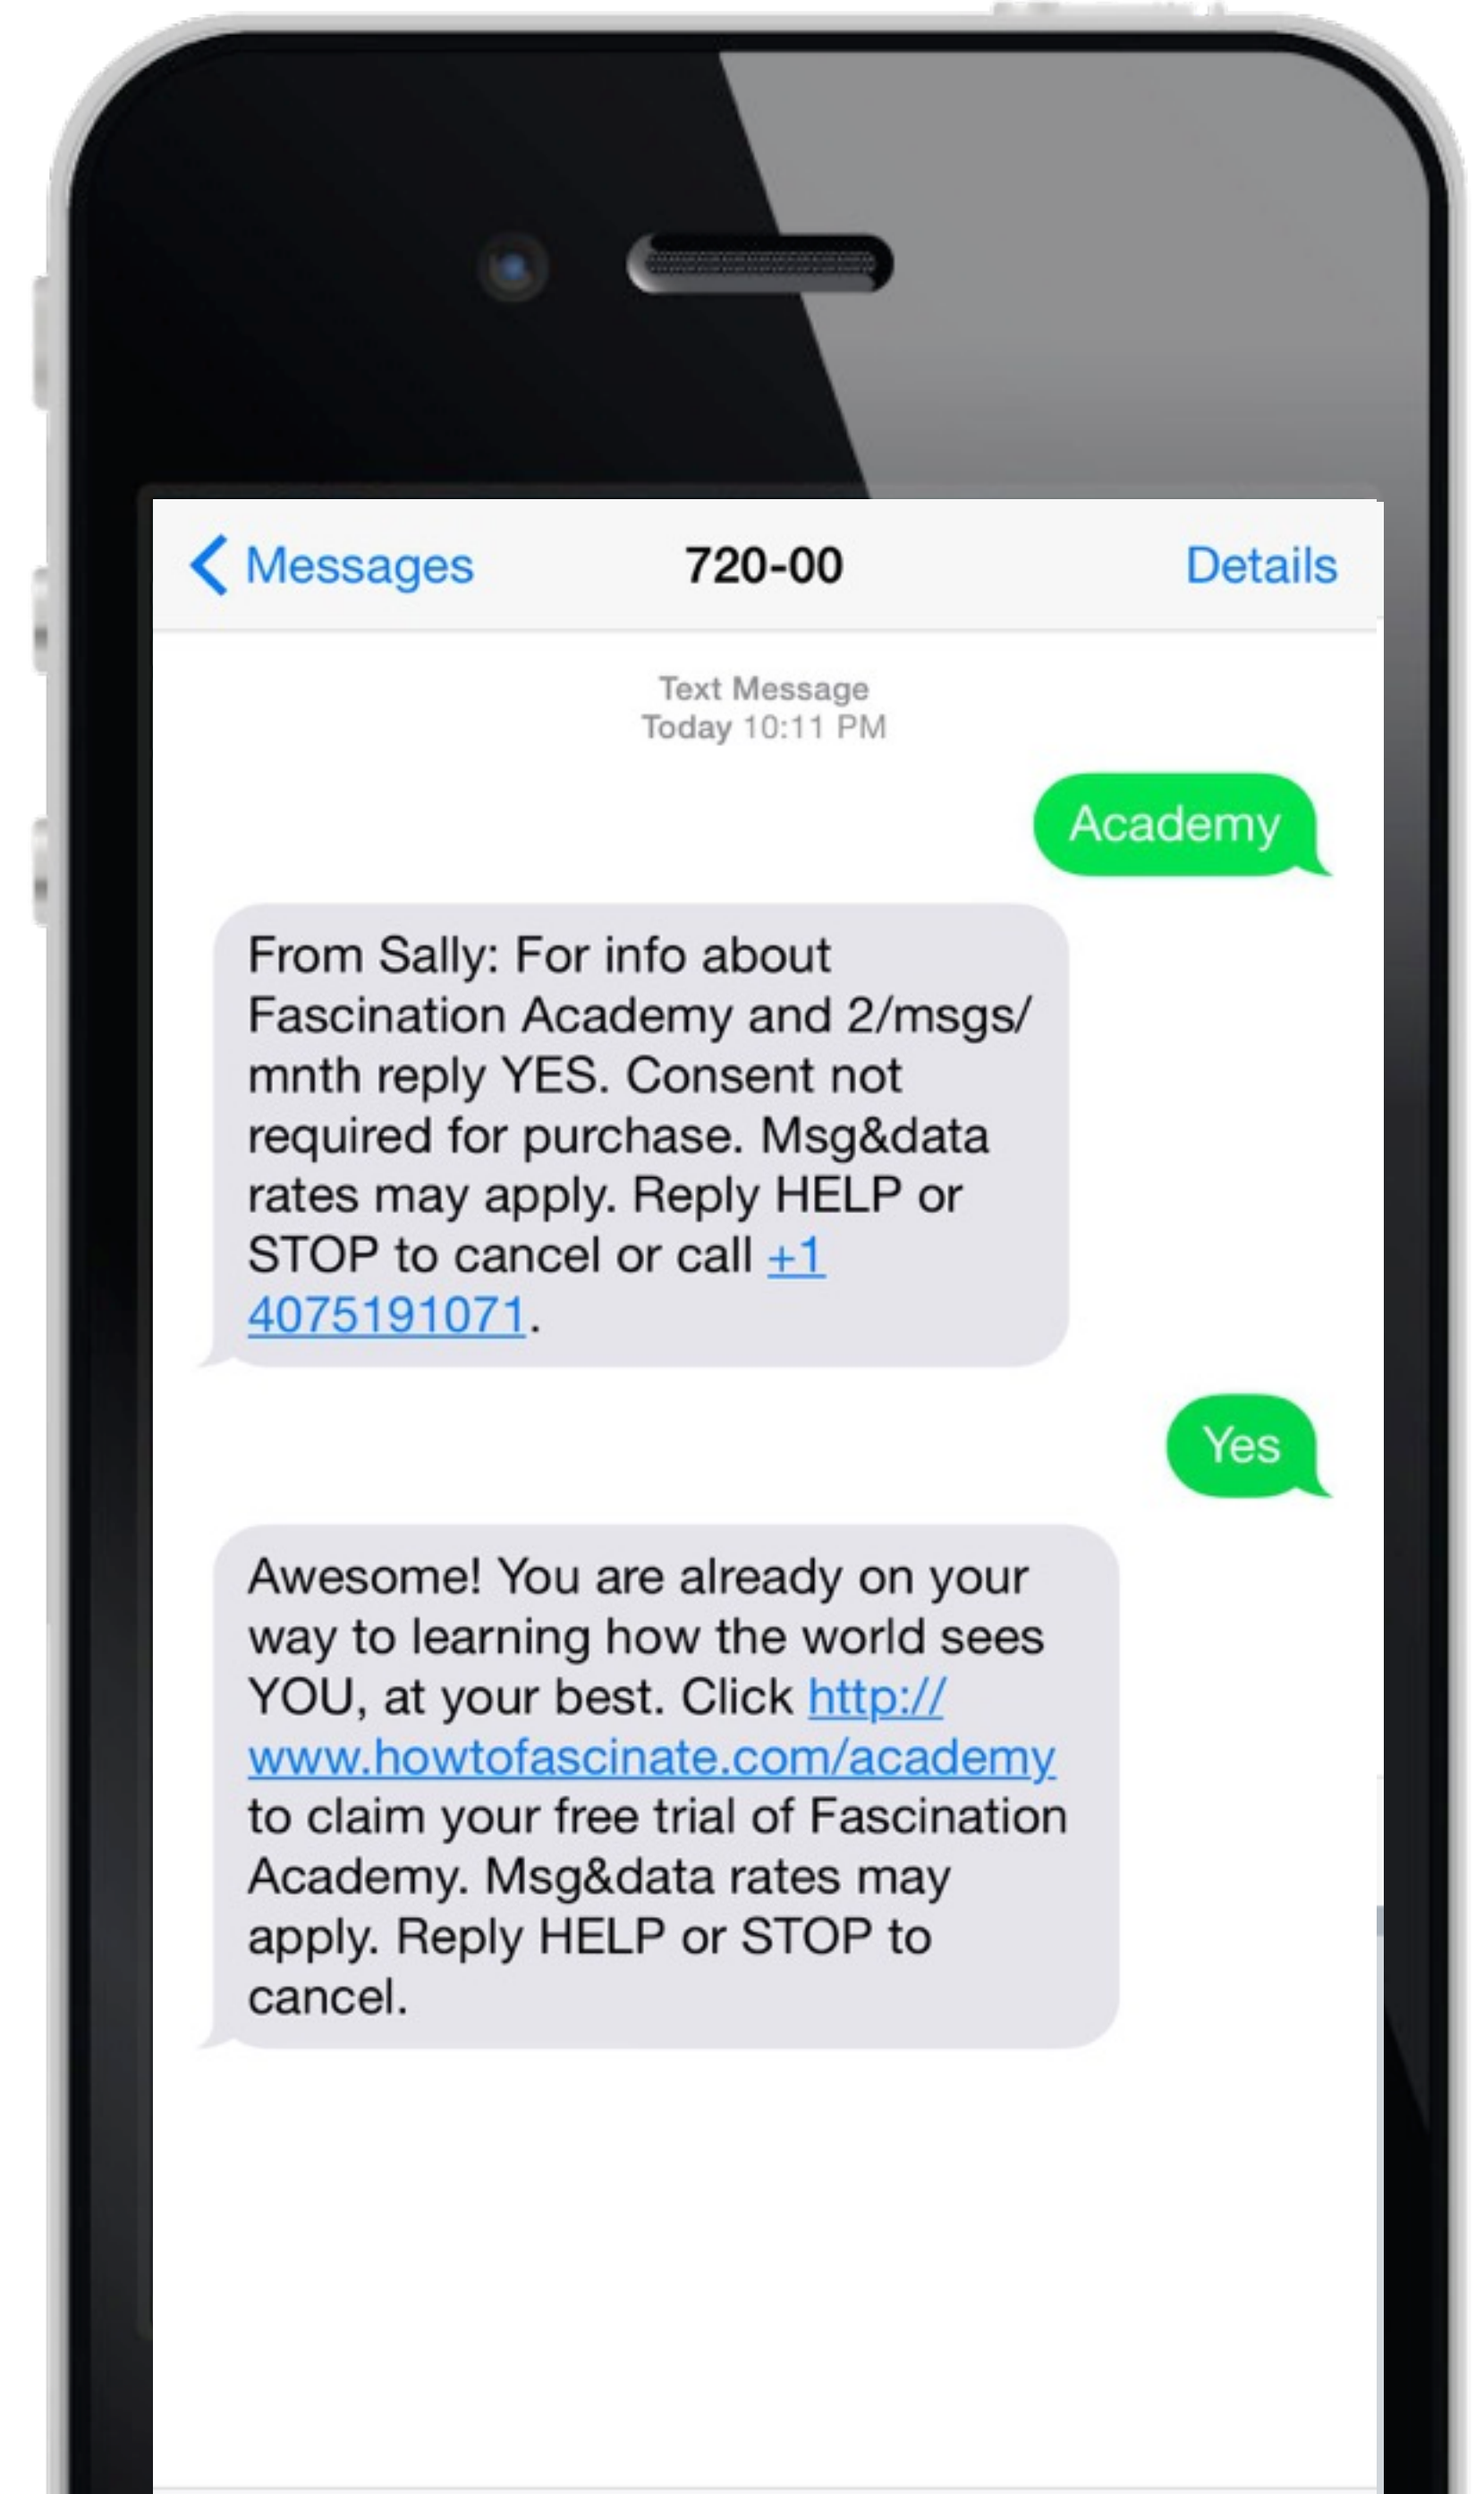 Messages 720-00 Details
Text Message
Today 10:11 PM
Academy
From Sally: For info about
Fascination Academy and 2/msgs/
mnth reply YES. Consent not
required for purchase. Msg&data
rates may apply. Reply HELP or
STOP to cancel or call +1
4075191071.
Yes
Awesome! You are already on your
way to learning how the world sees
YOU, at your best. Click http://
www.howtofascinate.com/academy
to claim your free trial of Fascination
Academy. Msg&data rates may
apply. Reply HELP or STOP to
cancel.